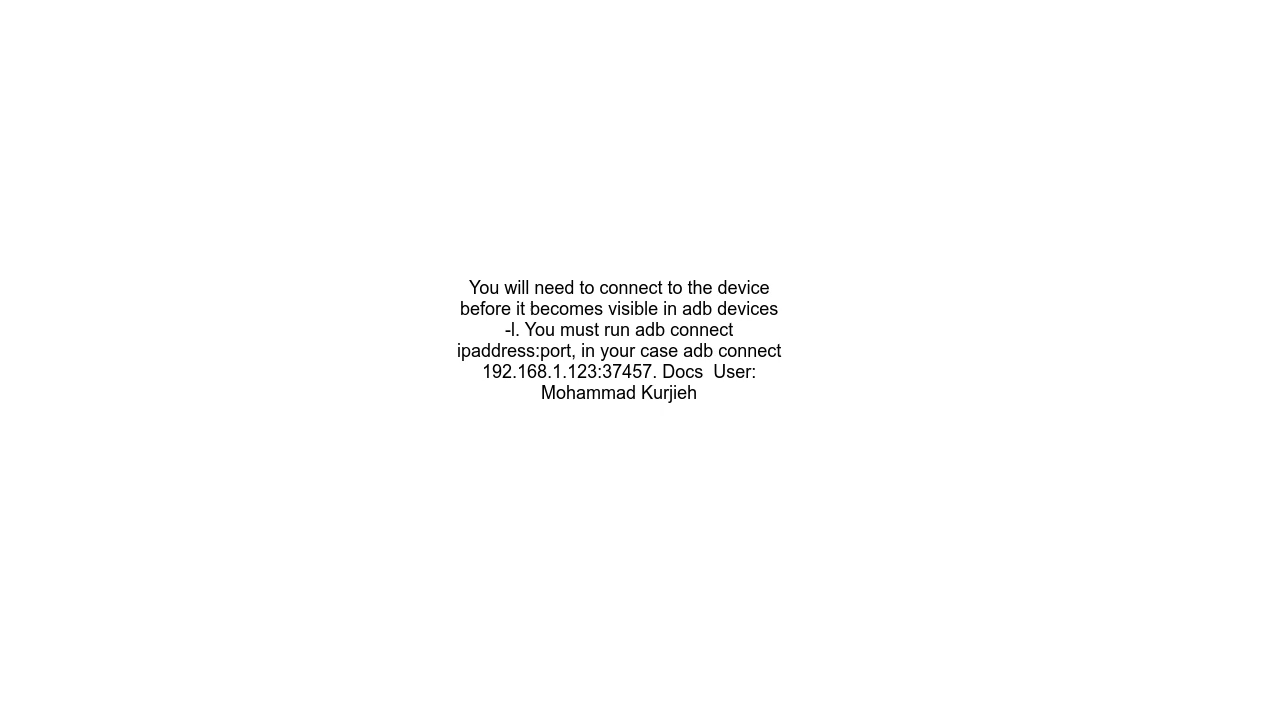 You will need to connect to the device
before it becomes visible in adb devices
-l. You must run adb connect
ipaddress:port, in your case adb connect
192.168.1.123:37457. Docs  User:
Mohammad Kurjieh